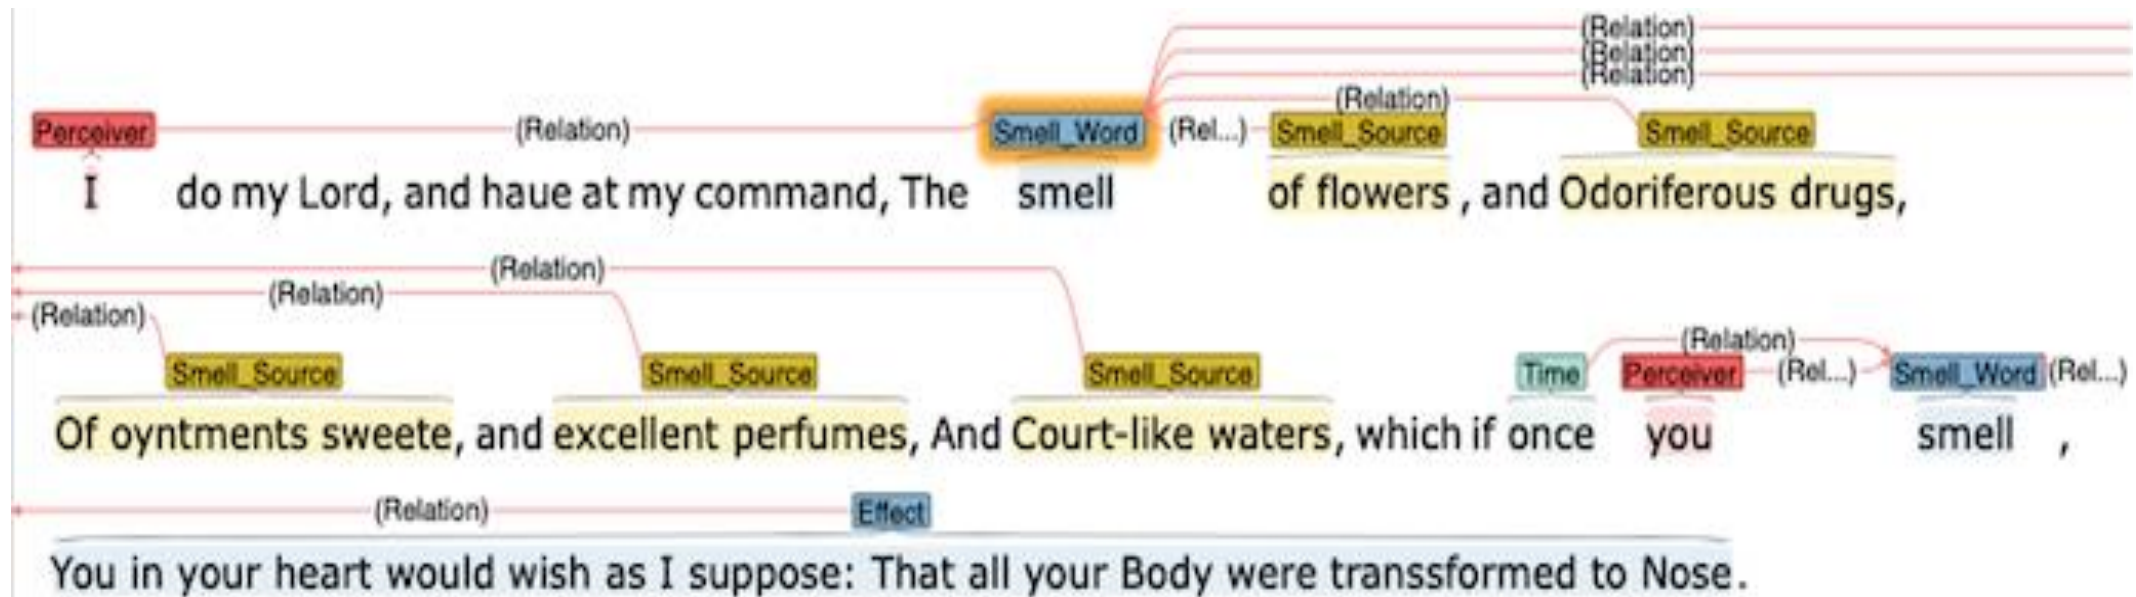 (Relation)
(Relation)
(Relation)
(Relation)
Perceiver (Relation) Smell_Word (Rel...) Smell_Source Smell_Source
I do my Lord, and haue at my command, The smell of flowers , and Odoriferous drugs,
(Relation)
(Relation)
(Relation)
(Relation)
Smell_Source Smell_Source Smell_Source Time Perceiver (Rel...) Smell_Word (Rel...)
Of oyntments sweete, and excellent perfumes, And Court-like waters, which if once you smell ,
(Relation) Effect
You in your heart would wish as I suppose: That all your Body were transsformed to Nose.